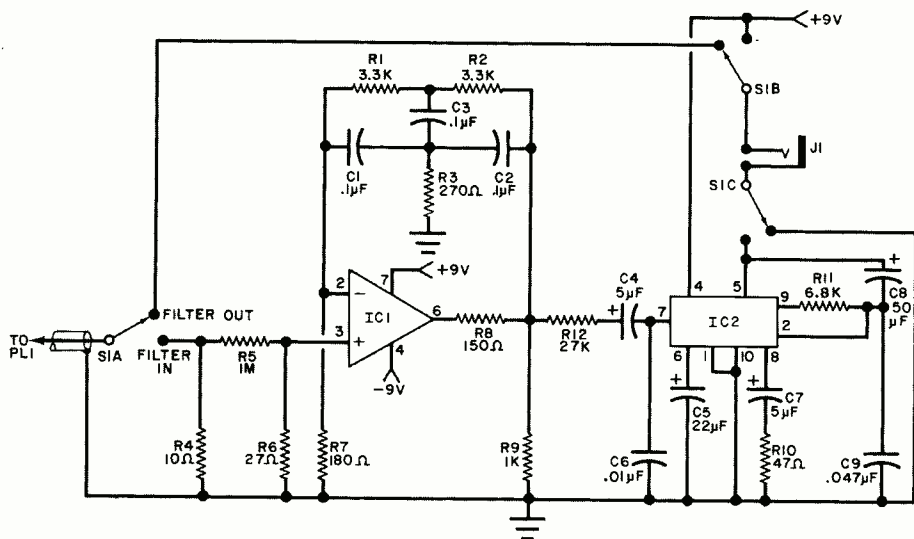 +9V
R1
3.3K
R2
3.3K
C3
.1µF
S1B
J1
C1
.1µF
C2
.1µF
R3
270Ω
S1C
+9V
2
7
−
IC1
6
3
+
4
-9V
R8
150Ω
R12
27K
C4
5µF
+
7
4
5
IC2
9
2
6
1
10
8
R11
6.8K
+
C8
50
µF
TO
PL1
S1A
FILTER OUT
FILTER
IN
R5
1M
R4
10Ω
R6
27Ω
R7
180Ω
R9
1K
C6
.01µF
+
C5
22µF
+
C7
5µF
R10
47Ω
C9
.047µF